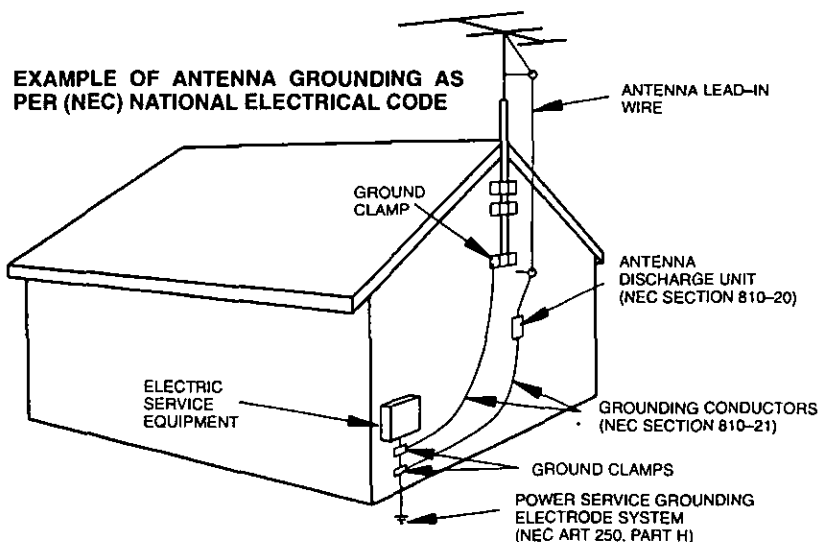 EXAMPLE OF ANTENNA GROUNDING AS
PER (NEC) NATIONAL ELECTRICAL CODE
ANTENNA LEAD–IN
WIRE
GROUND
CLAMP
ANTENNA
DISCHARGE UNIT
(NEC SECTION 810–20)
ELECTRIC
SERVICE
EQUIPMENT
GROUNDING CONDUCTORS
(NEC SECTION 810–21)
GROUND CLAMPS
POWER SERVICE GROUNDING
ELECTRODE SYSTEM
(NEC ART 250, PART H)